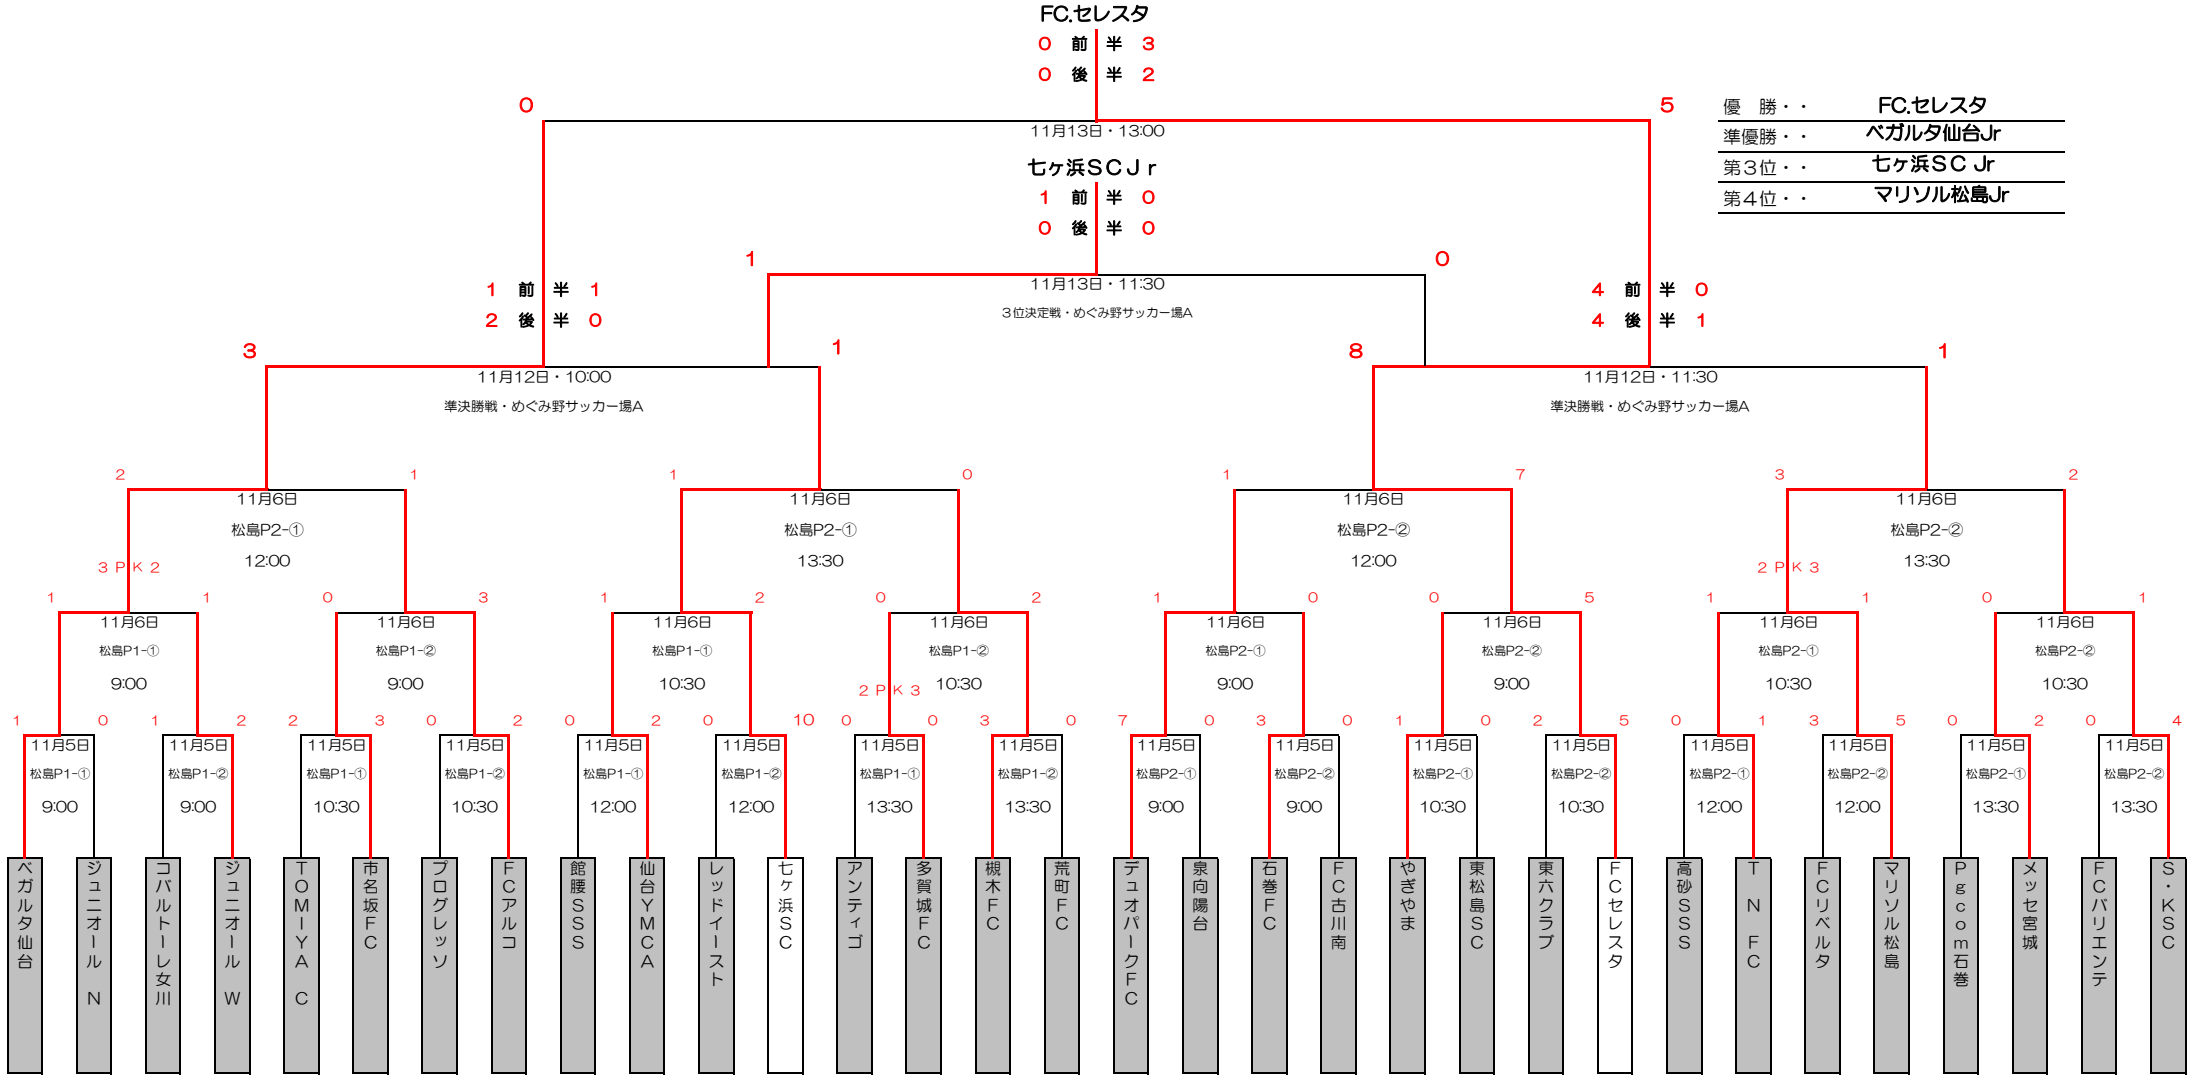 FC.セレスタ
0 前 半 3
0 後 半 2
0 5
11月13日・13:00
優　勝・・ FC.セレスタ
準優勝・・ ベガルタ仙台Jr
第３位・・ 七ヶ浜ＳＣ Jr
第４位・・ マリソル松島Jr
七ヶ浜ＳＣＪｒ
1 前 半 0
0 後 半 0
1 0
11月13日・11:30
３位決定戦・めぐみ野サッカー場A
1 前 半 1 4 前 半 0
2 後 半 0 4 後 半 1
3 1 8 1
11月12日・10:00 11月12日・11:30
準決勝戦・めぐみ野サッカー場A 準決勝戦・めぐみ野サッカー場A
2 1 1 0 1 7 3 2
11月6日 11月6日 11月6日 11月6日
松島P2-① 松島P2-① 松島P2-② 松島P2-②
12:00 13:30 12:00 13:30
３ＰＫ２ ２ＰＫ３
1 1 0 3 1 2 0 2 1 0 0 5 1 1 0 1
11月6日 11月6日 11月6日 11月6日 11月6日 11月6日 11月6日 11月6日
松島P1-① 松島P1-② 松島P1-① 松島P1-② 松島P2-① 松島P2-② 松島P2-① 松島P2-②
9:00 9:00 10:30 10:30 9:00 9:00 10:30 10:30
２ＰＫ３
1 0 1 2 2 3 0 2 0 2 0 10 0 0 3 0 7 0 3 0 1 0 2 5 0 1 3 5 0 2 0 4
11月5日 11月5日 11月5日 11月5日 11月5日 11月5日 11月5日 11月5日 11月5日 11月5日 11月5日 11月5日 11月5日 11月5日 11月5日 11月5日
松島P1-① 松島P1-② 松島P1-① 松島P1-② 松島P1-① 松島P1-② 松島P1-① 松島P1-② 松島P2-① 松島P2-② 松島P2-① 松島P2-② 松島P2-① 松島P2-② 松島P2-① 松島P2-②
9:00 9:00 10:30 10:30 12:00 12:00 13:30 13:30 9:00 9:00 10:30 10:30 12:00 12:00 13:30 13:30
ベガルタ仙台
ジュニオール　Ｎ
コバルトーレ女川
ジュニオール　Ｗ
ＴＯＭＩＹＡ　Ｃ
市名坂ＦＣ
プログレッソ
ＦＣアルコ
館腰ＳＳＳ
仙台ＹＭＣＡ
レッドイースト
七ヶ浜ＳＣ
アンティゴ
多賀城ＦＣ
槻木ＦＣ
荒町ＦＣ
デュオパークＦＣ
泉向陽台
石巻ＦＣ
ＦＣ古川南
やぎやま
東松島ＳＣ
東六クラブ
ＦＣセレスタ
高砂ＳＳＳ
Ｔ　Ｎ　ＦＣ
ＦＣリベルタ
マリソル松島
Ｐｇｃｏｍ石巻
メッセ宮城
ＦＣバリエンテ
Ｓ・ＫＳＣ